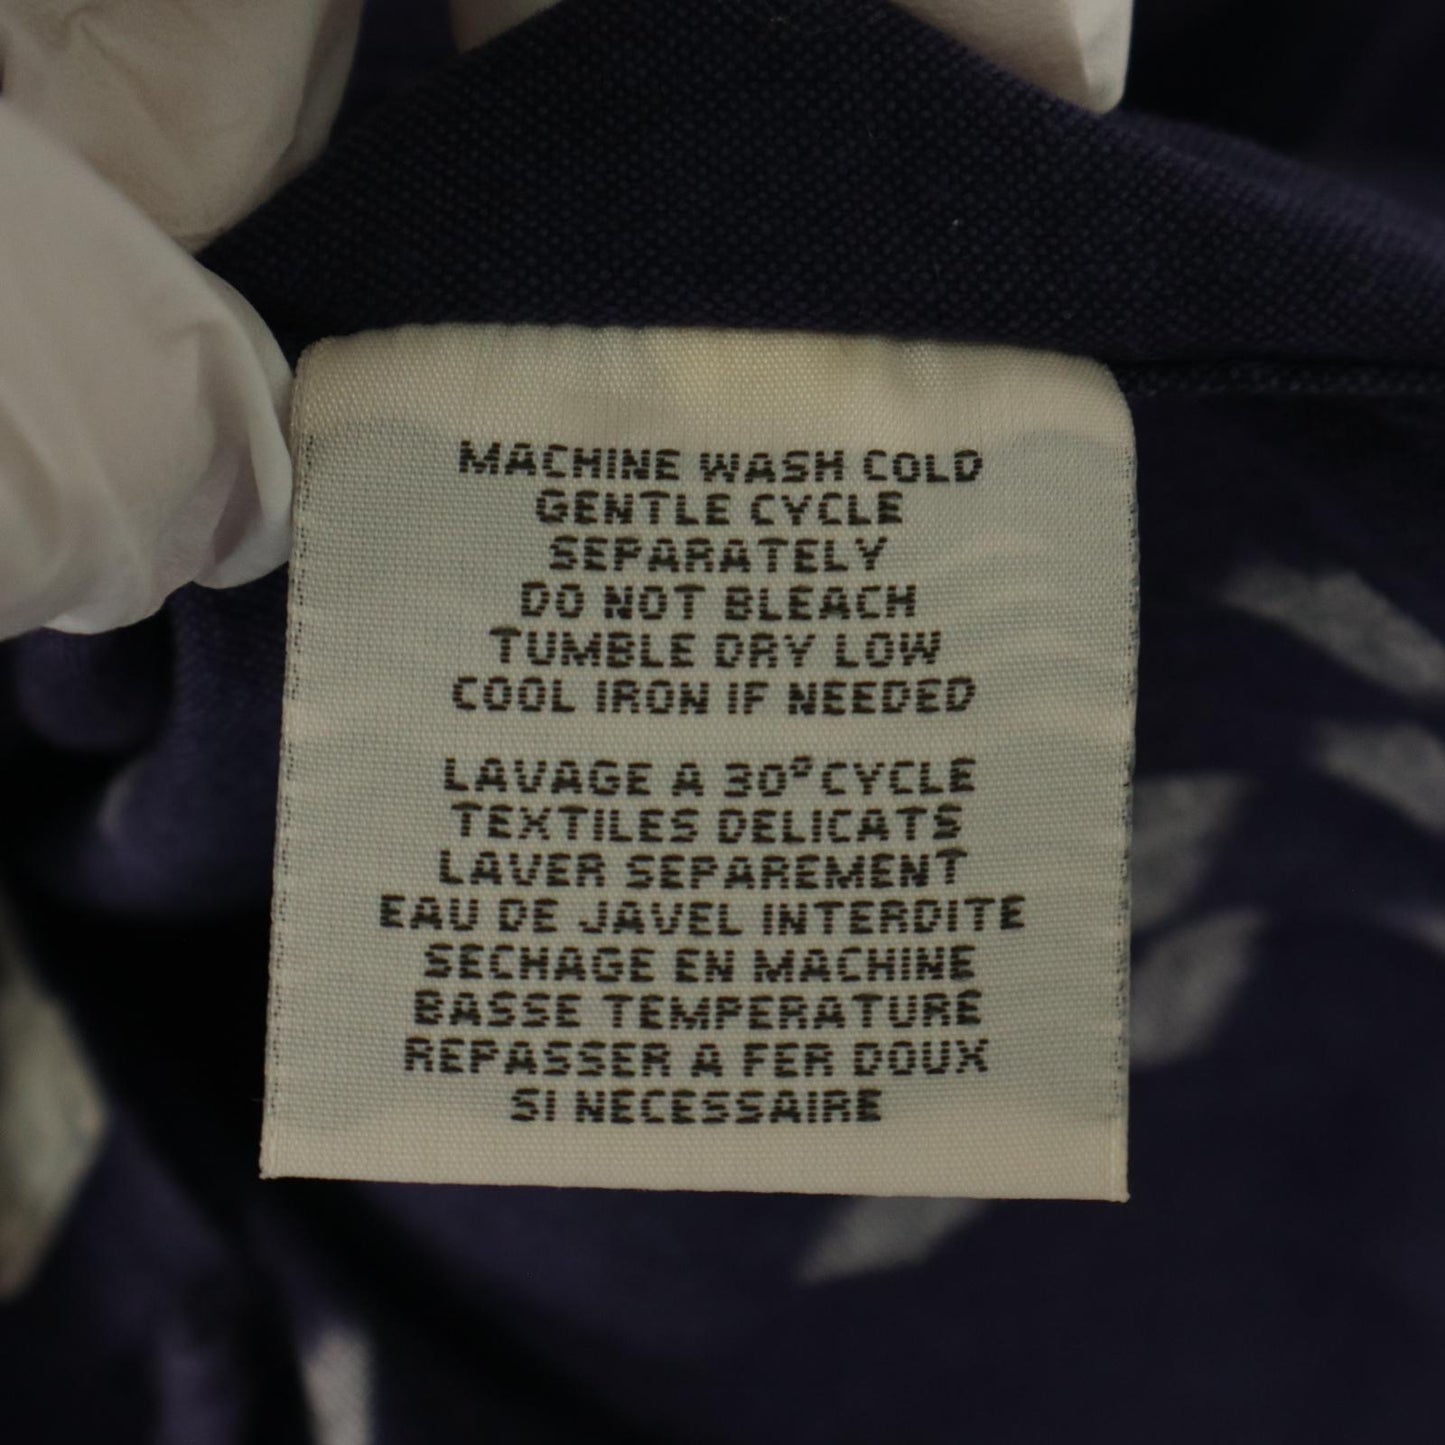 MACHINE WASH COLD
GENTLE CYCLE
SEPARATELY
DO NOT BLEACH
TUMBLE DRY LOW
COOL IRON IF NEEDED
LAVAGE A 30° CYCLE
TEXTILES DELICATS
LAVER SEPAREMENT
EAU DE JAVEL INTERDITE
SECHAGE EN MACHINE
BASSE TEMPERATURE
REPASSER A FER DOUX
SI NECESSAIRE